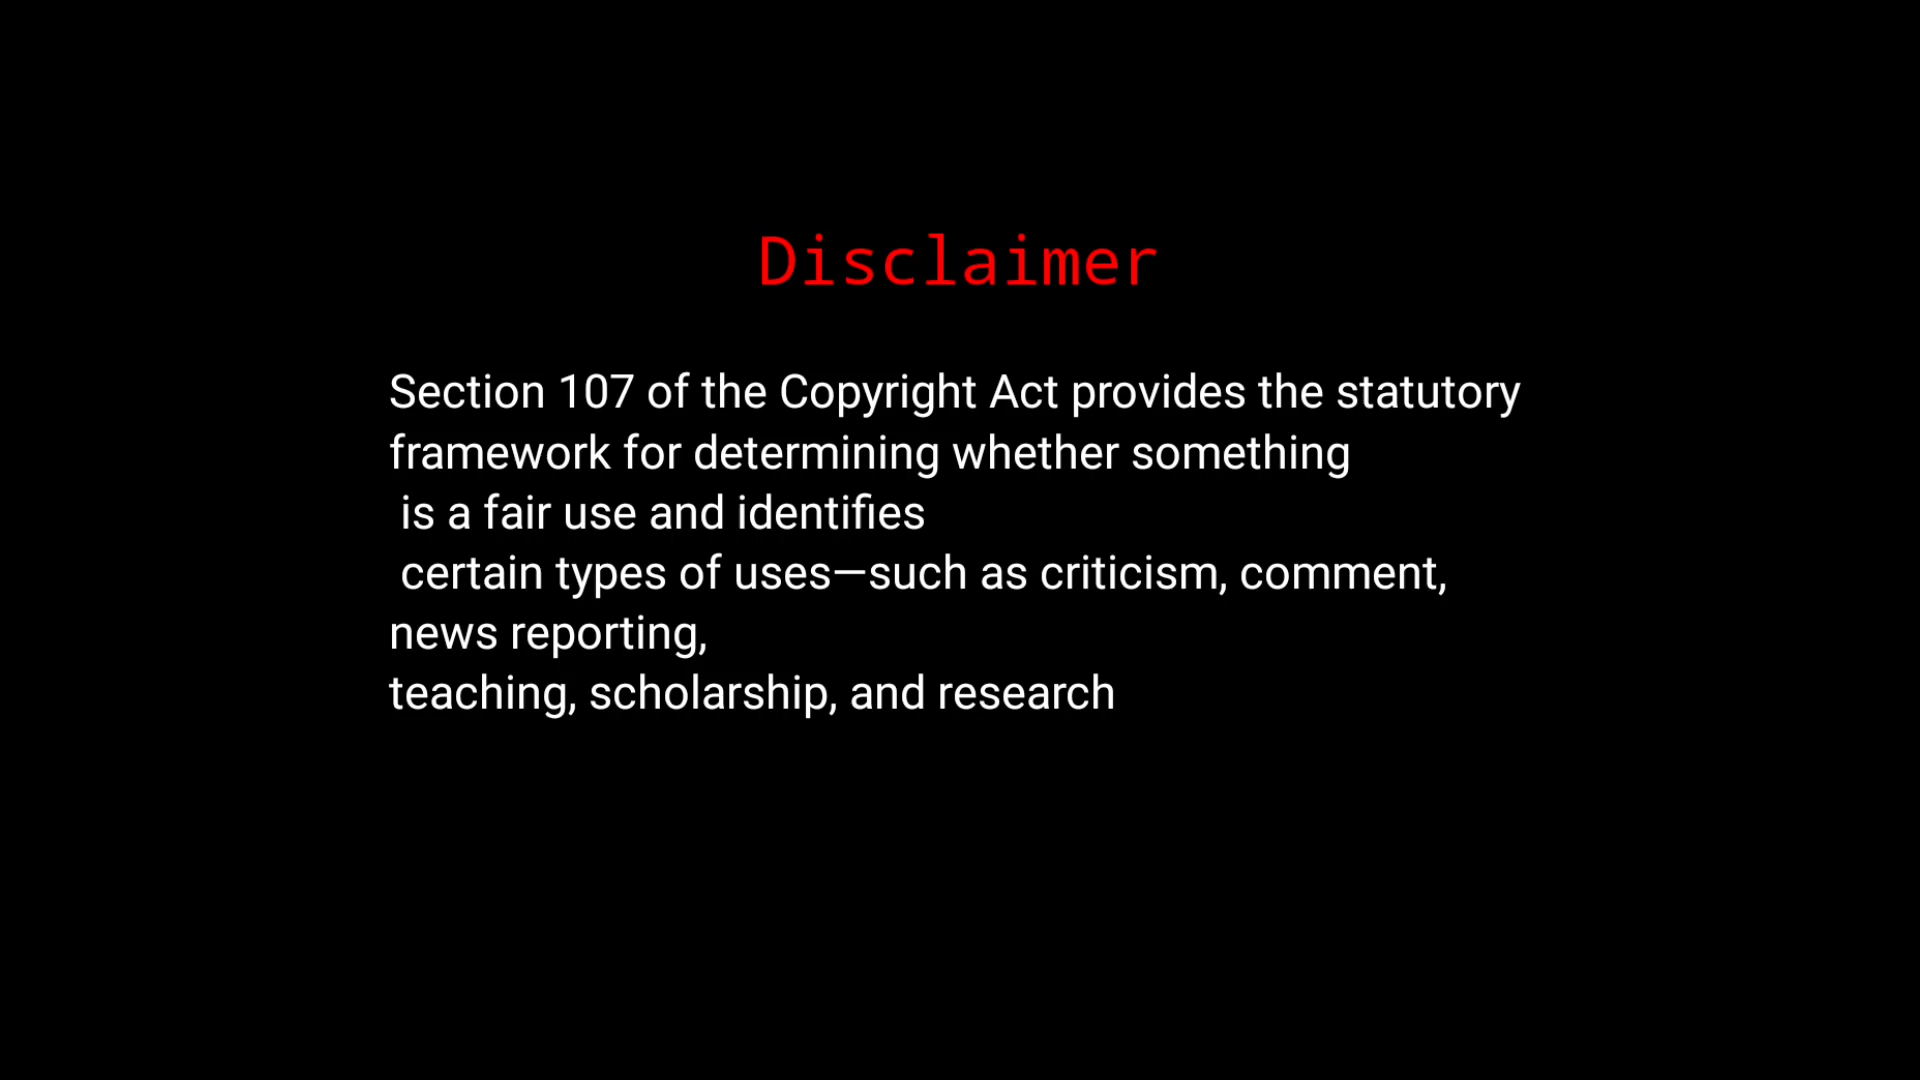 Disclaimer
Section 107 of the Copyright Act provides the statutory
framework for determining whether something
is a fair use and identifies
certain types of uses—such as criticism, comment,
news reporting,
teaching, scholarship, and research